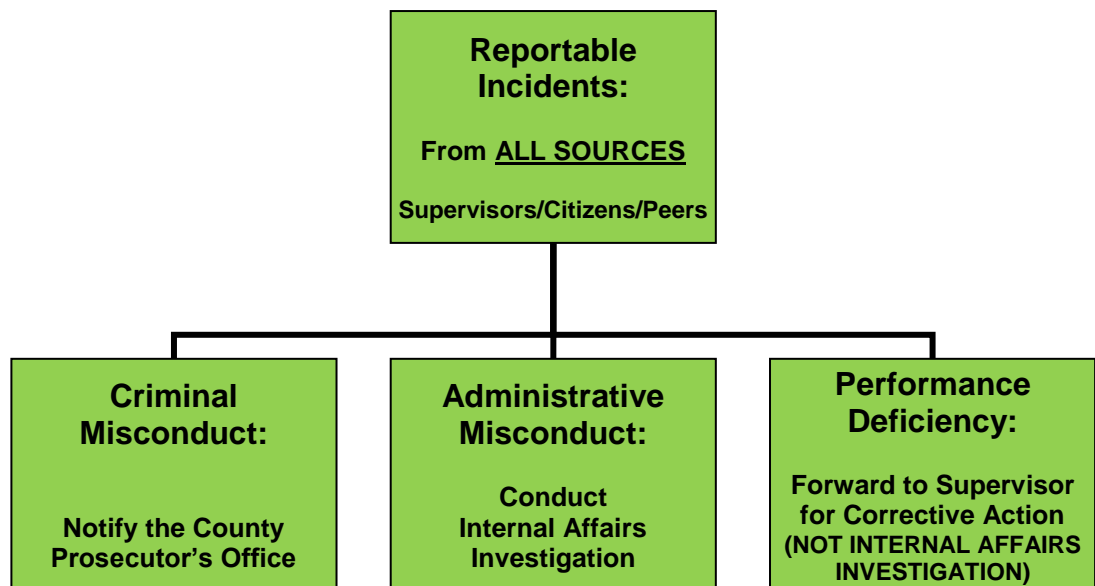 Reportable
Incidents:
From ALL SOURCES
Supervisors/Citizens/Peers
Criminal
Misconduct:
Notify the County
Prosecutor's Office
Administrative
Misconduct:
Conduct
Internal Affairs
Investigation
Performance
Deficiency:
Forward to Supervisor
for Corrective Action
(NOT INTERNAL AFFAIRS
INVESTIGATION)